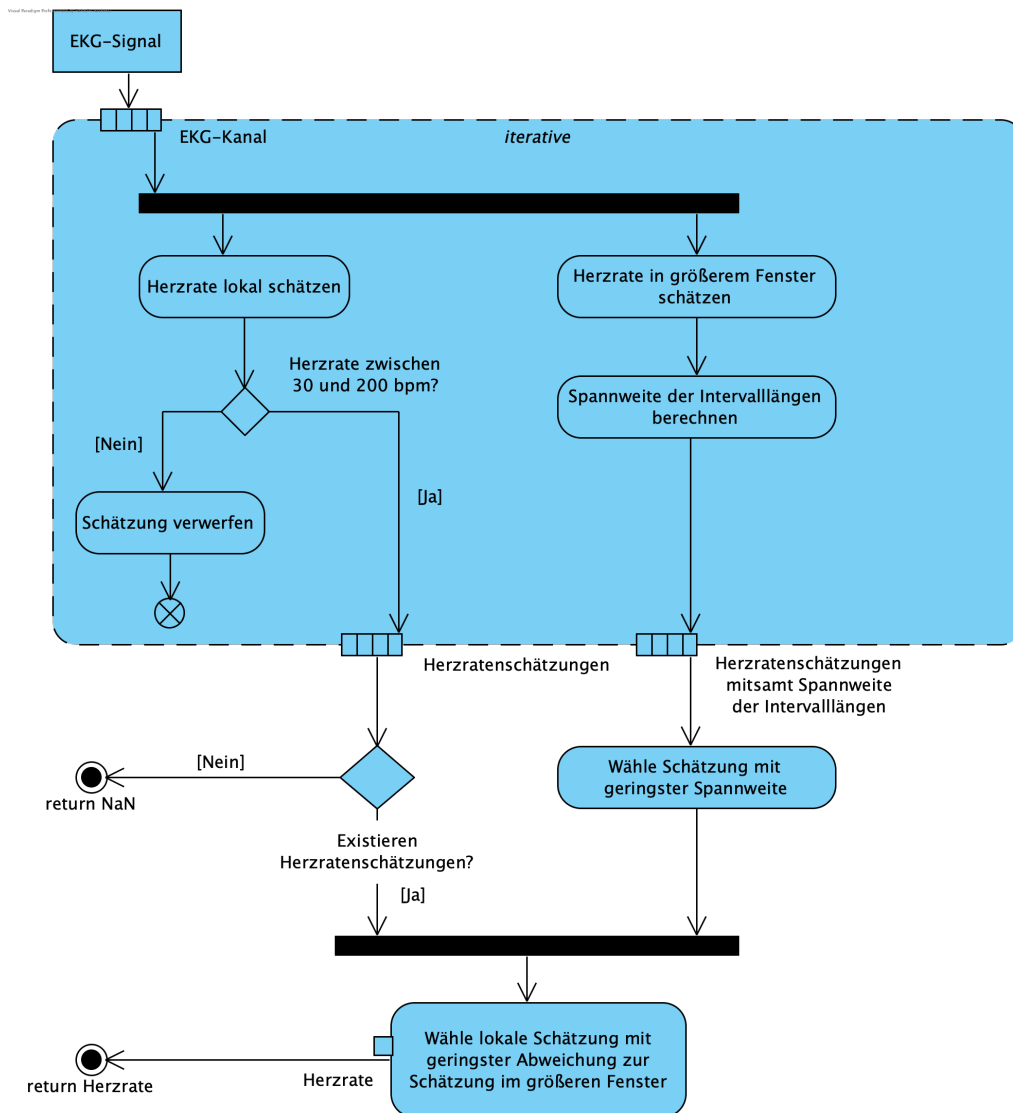 EKG-Signal
EKG-Kanal
iterative
Herzrate lokal schätzen
Herzrate in größerem Fenster
schätzen
Herzrate zwischen
30 und 200 bpm?
Spannweite der Intervalllängen
berechnen
[Nein]
[Ja]
Schätzung verwerfen
Herzratenschätzungen
Herzratenschätzungen
mitsamt Spannweite
der Intervalllängen
[Nein]
return NaN
Wähle Schätzung mit
geringster Spannweite
Existieren
Herzratenschätzungen?
[Ja]
Wähle lokale Schätzung mit
geringster Abweichung zur
Schätzung im größeren Fenster
Herzrate
return Herzrate